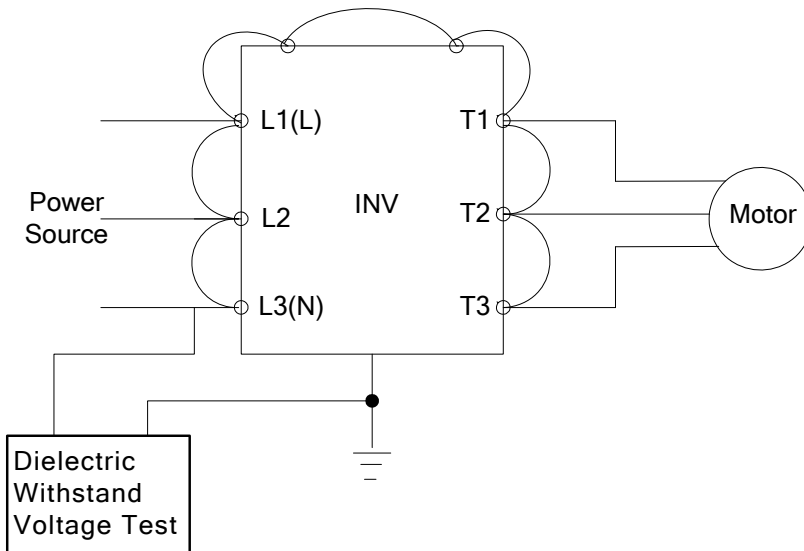 L1(L)
T1
Power
Source
L2
INV
T2
Motor
L3(N)
T3
Dielectric
Withstand
Voltage Test